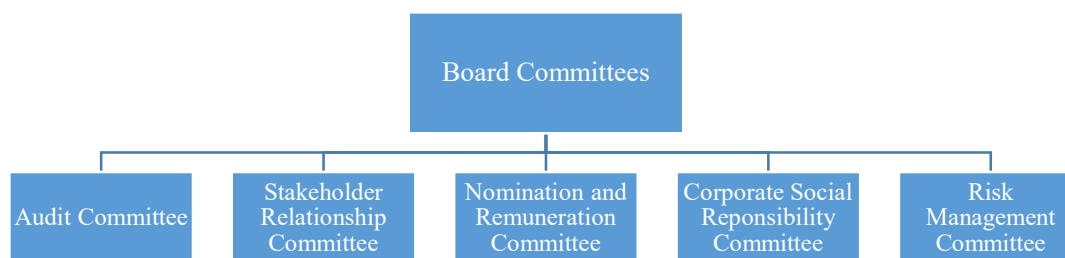 Board Committees
Audit Committee
Stakeholder
Relationship
Committee
Nomination and
Remuneration
Committee
Corporate Social
Reponsibility
Committee
Risk
Management
Committee